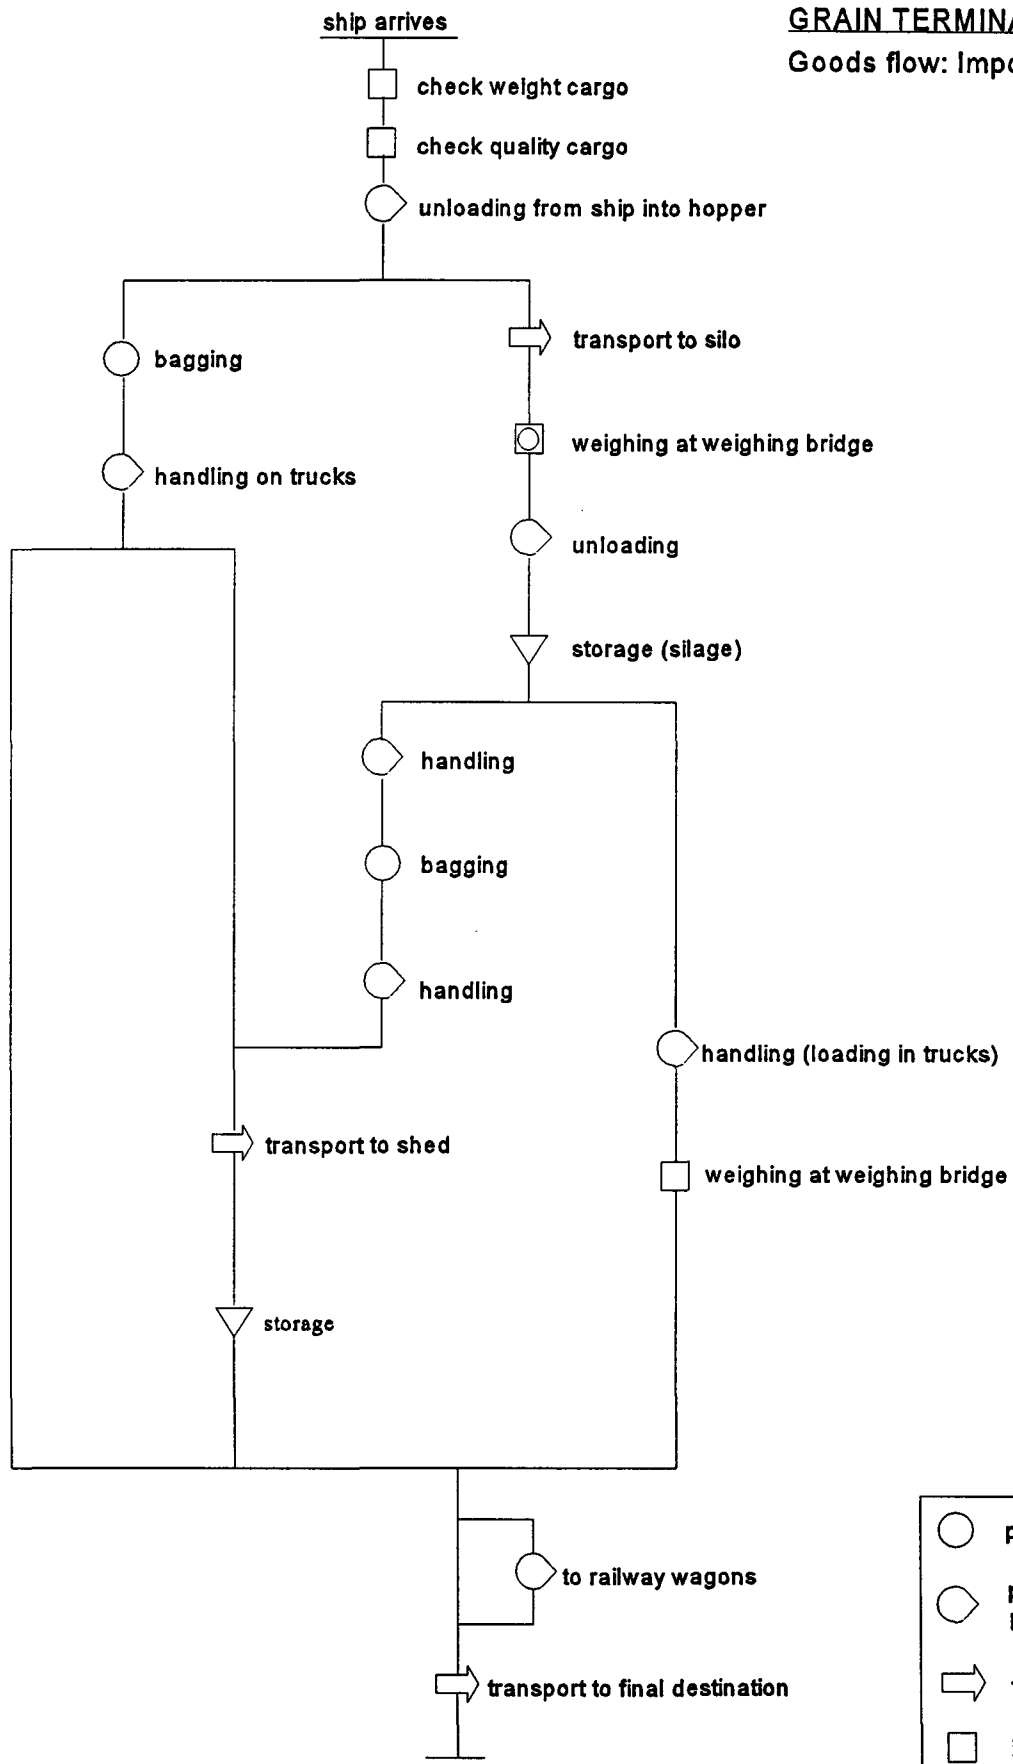 ship arrives
GRAIN TERMINA
Goods flow: Impo
check weight cargo
check quality cargo
unloading from ship into hopper
transport to silo
bagging
weighing at weighing bridge
handling on trucks
unloading
storage (silage)
handling
bagging
handling
handling (loading in trucks)
transport to shed
weighing at weighing bridge
storage
to railway wagons
transport to final destination